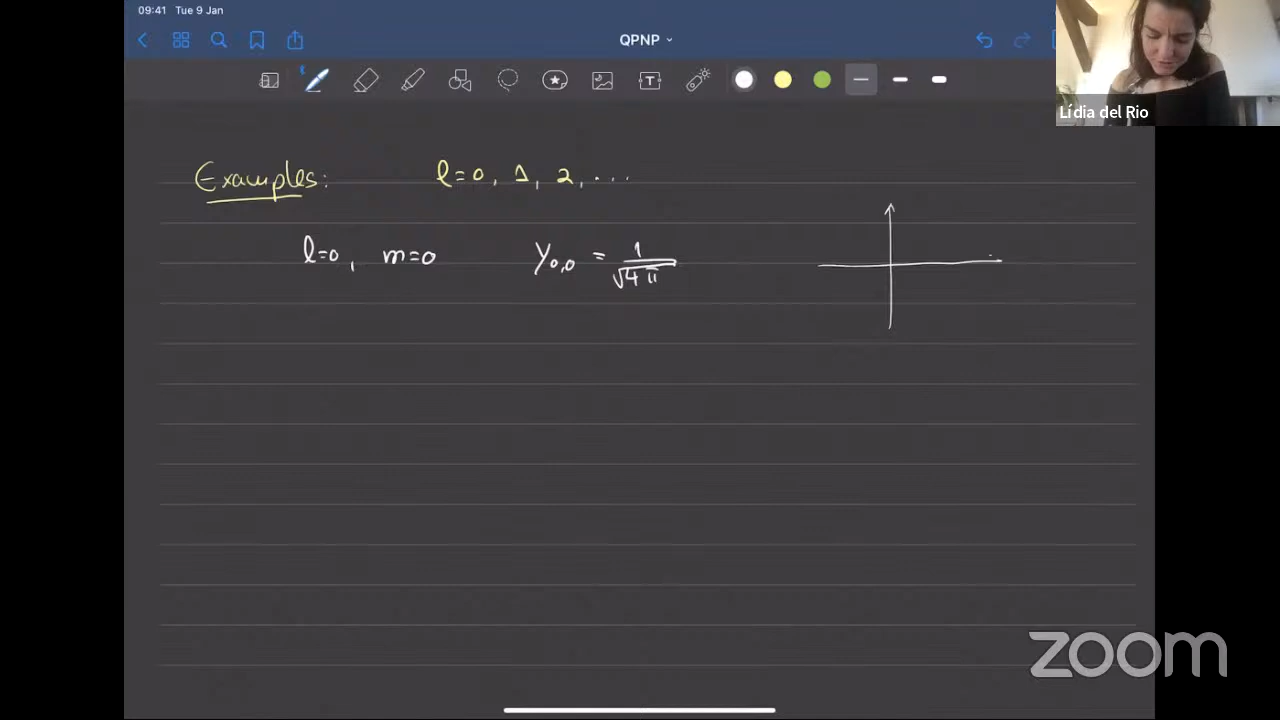 09:41 Tue 9 Jan
QPNP
T
Lídia del Rio
Examples: l=0, 1, 2, ...
l=0, m=0 Y₀,₀ = 1/√4π
zoom